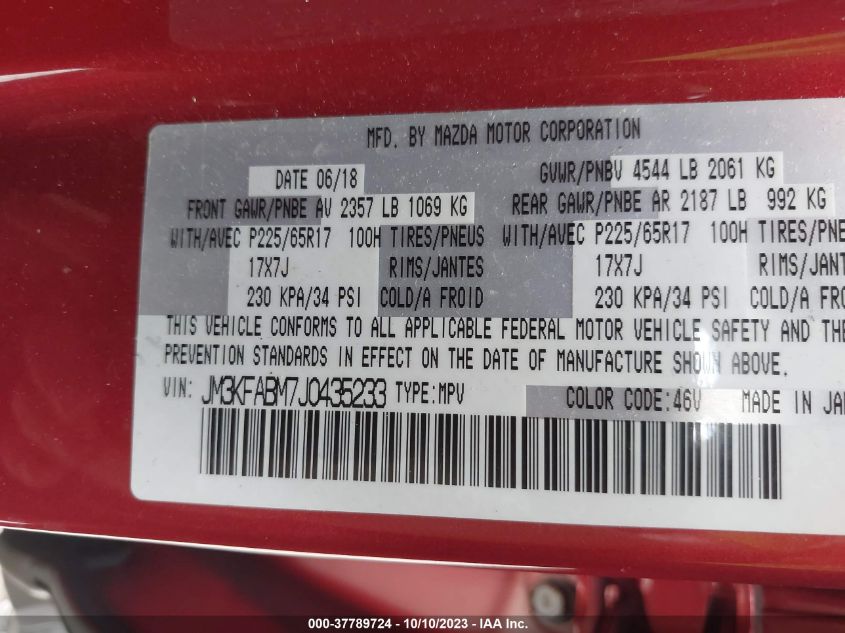 MFD. BY MAZDA MOTOR CORPORATION
DATE 06/18 GVWR/PNBV 4544 LB 2061 KG
FRONT GAWR/PNBE AV 2357 LB 1069 KG REAR GAWR/PNBE AR 2187 LB 992 KG
WITH/AVEC P225/65R17 100H TIRES/PNEUS WITH/AVEC P225/65R17 100H TIRES/PNE
17X7J RIMS/JANTES 17X7J RIMS/JANT
230 KPA/34 PSI COLD/A FROID 230 KPA/34 PSI COLD/A FRO
THIS VEHICLE CONFORMS TO ALL APPLICABLE FEDERAL MOTOR VEHICLE SAFETY AND THE
PREVENTION STANDARDS IN EFFECT ON THE DATE OF MANUFACTURE SHOWN ABOVE.
VIN: JM3KFABM7J0435233 TYPE:MPV COLOR CODE:46V MADE IN JA
000-37789724 - 10/10/2023 - © IAA Inc.